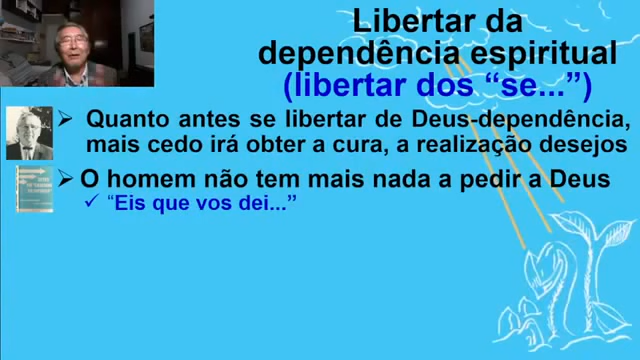 Libertar da
dependência espiritual
(libertar dos “se...”)
➢ Quanto antes se libertar de Deus-dependência,
mais cedo irá obter a cura, a realização desejos
➢ O homem não tem mais nada a pedir a Deus
✓ “Eis que vos dei...”